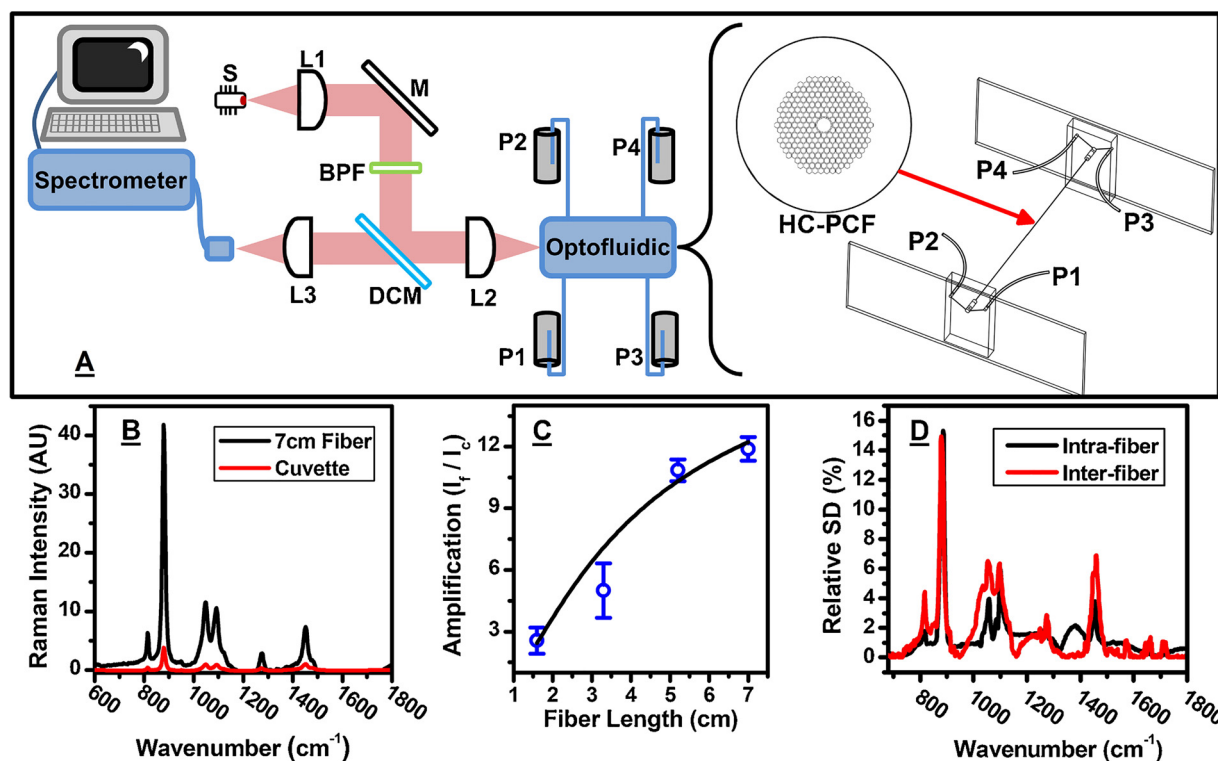 S
L1
M
BPF
Spectrometer
L3
DCM
L2
P2
P4
Optofluidic
P1
P3
HC-PCF
P4
P3
P2
P1
A
B
7cm Fiber
Cuvette
Raman Intensity (AU)
40
30
20
10
0
600
800
1000
1200
1400
1600
1800
Wavenumber (cm⁻¹)
C
Amplification (I_f / I_c)
12
9
6
3
1
2
3
4
5
6
7
Fiber Length (cm)
D
Intra-fiber
Inter-fiber
Relative SD (%)
16
14
12
10
8
6
4
2
0
800
1000
1200
1400
1600
1800
Wavenumber (cm⁻¹)